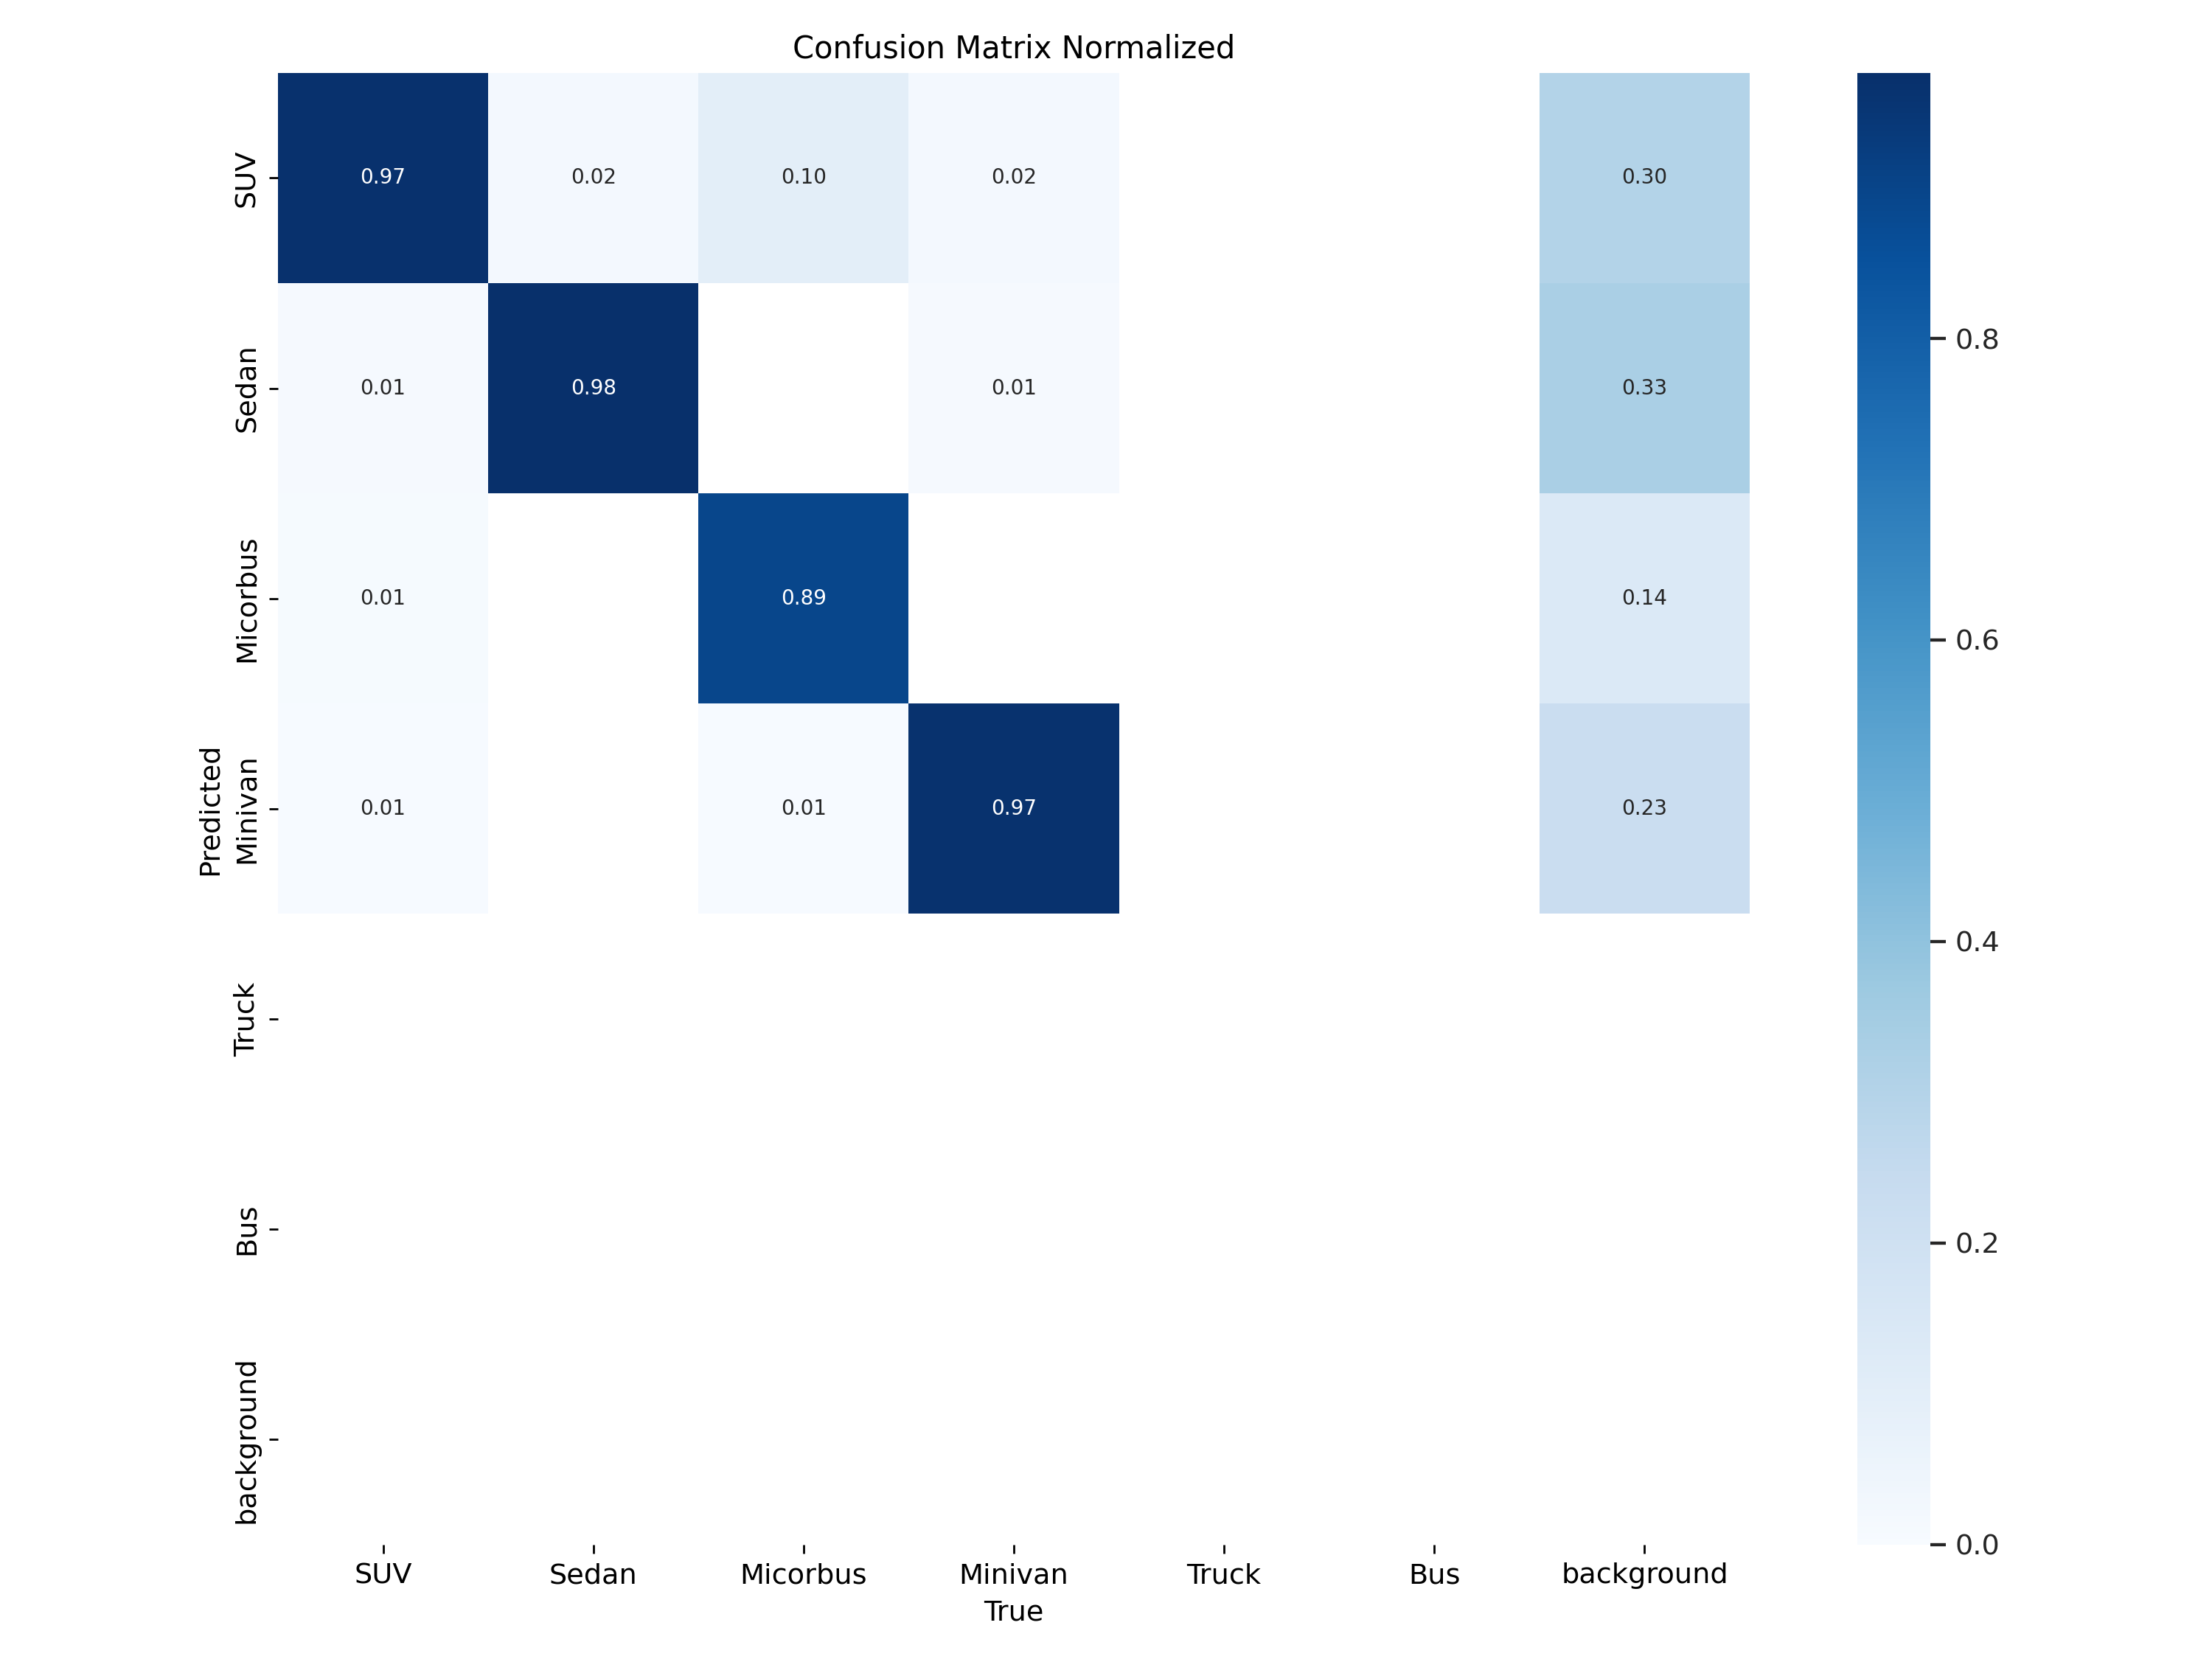 Confusion Matrix Normalized
SUV 0.97 0.02 0.10 0.02 0.30
Sedan 0.01 0.98 0.01 0.33
Micorbus 0.01 0.89 0.14
Minivan 0.01 0.01 0.97 0.23
Truck
Bus
background
Predicted
SUV Sedan Micorbus Minivan Truck Bus background
True
0.8
0.6
0.4
0.2
0.0